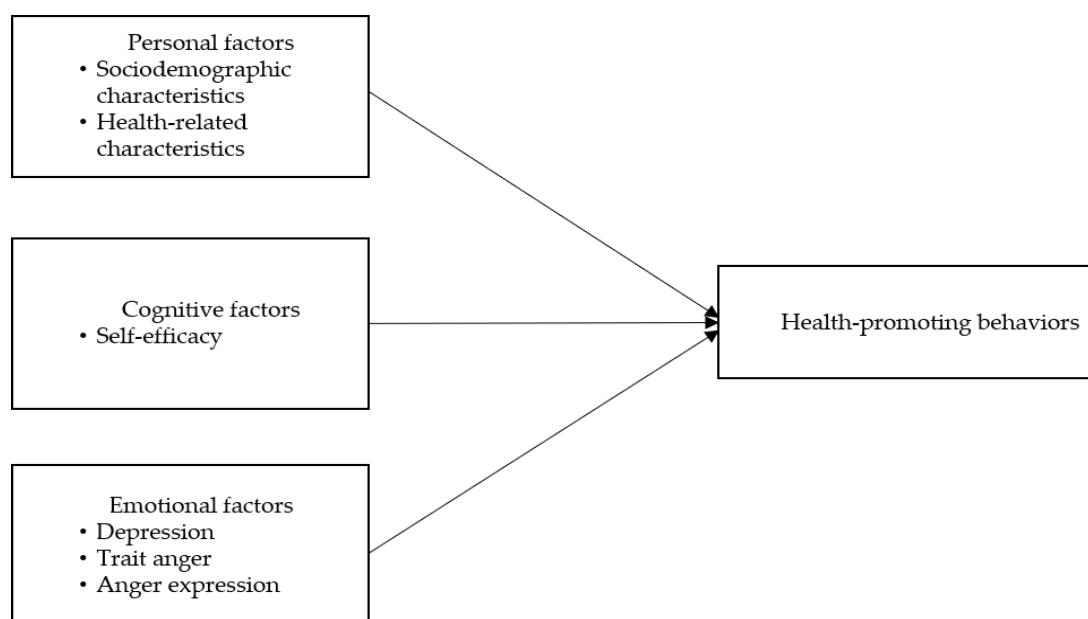 Personal factors
• Sociodemographic
characteristics
• Health-related
characteristics
Cognitive factors
• Self-efficacy
Emotional factors
• Depression
• Trait anger
• Anger expression
Health-promoting behaviors